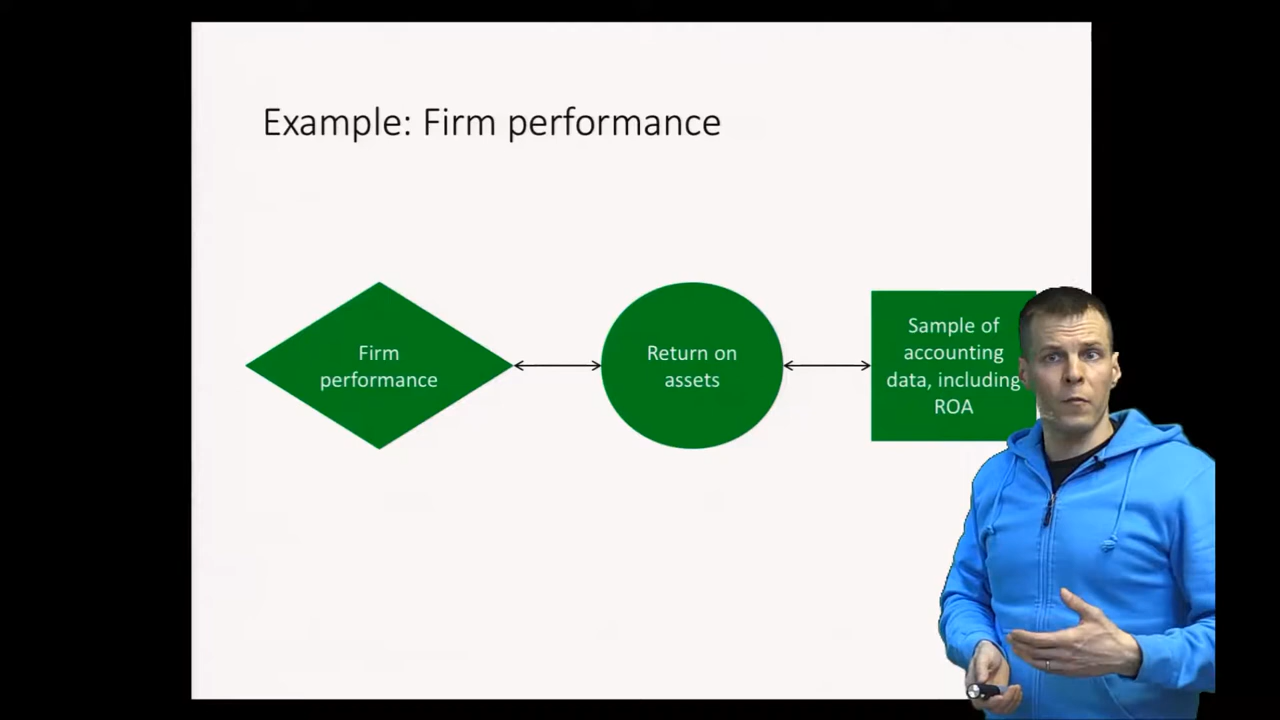 Example: Firm performance
Firm
performance
Return on
assets
Sample of
accounting
data, including
ROA